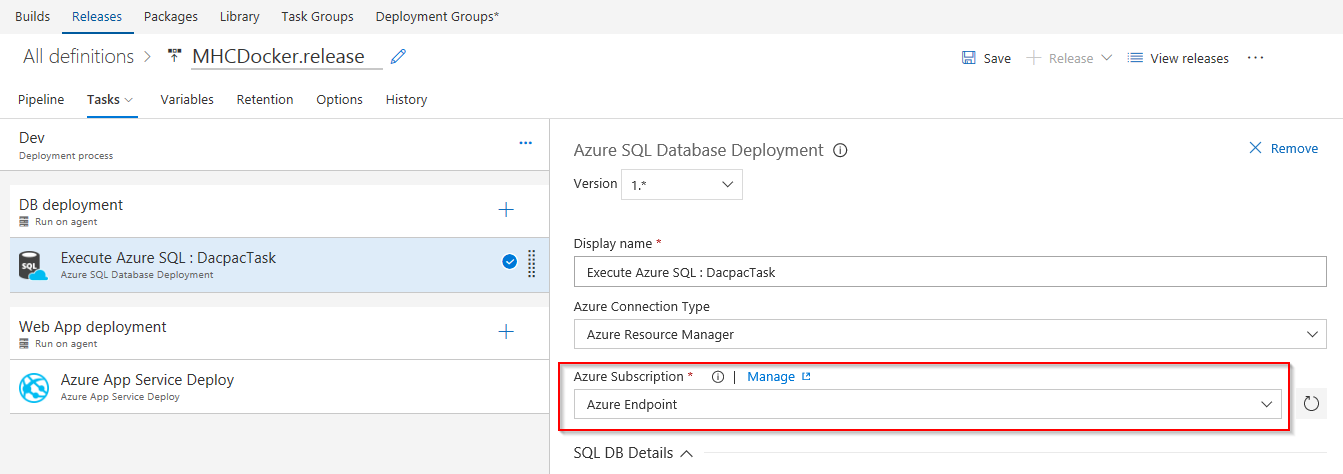 Builds Releases Packages Library Task Groups Deployment Groups*
All definitions > MHCDocker.release Save + Release View releases ...
Pipeline Tasks Variables Retention Options History
Dev ...
Deployment process
DB deployment +
Run on agent
SQL
Execute Azure SQL : DacpacTask
Azure SQL Database Deployment
Web App deployment +
Run on agent
Azure App Service Deploy
Azure App Service Deploy
Azure SQL Database Deployment Remove
Version 1.*
Display name *
Execute Azure SQL : DacpacTask
Azure Connection Type
Azure Resource Manager
Azure Subscription * | Manage
Azure Endpoint
SQL DB Details